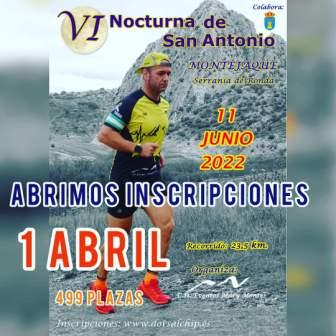 Colabora:
VI Nocturna de
San Antonio
MONTEJAQUE
Serranía de Ronda
11
JUNIO
2022
ABRIMOS INSCRIPCIONES
1 ABRIL
Recorrido: 23,5 km.
Organiza:
499 PLAZAS
Inscripciones: www.dorsalchip.es